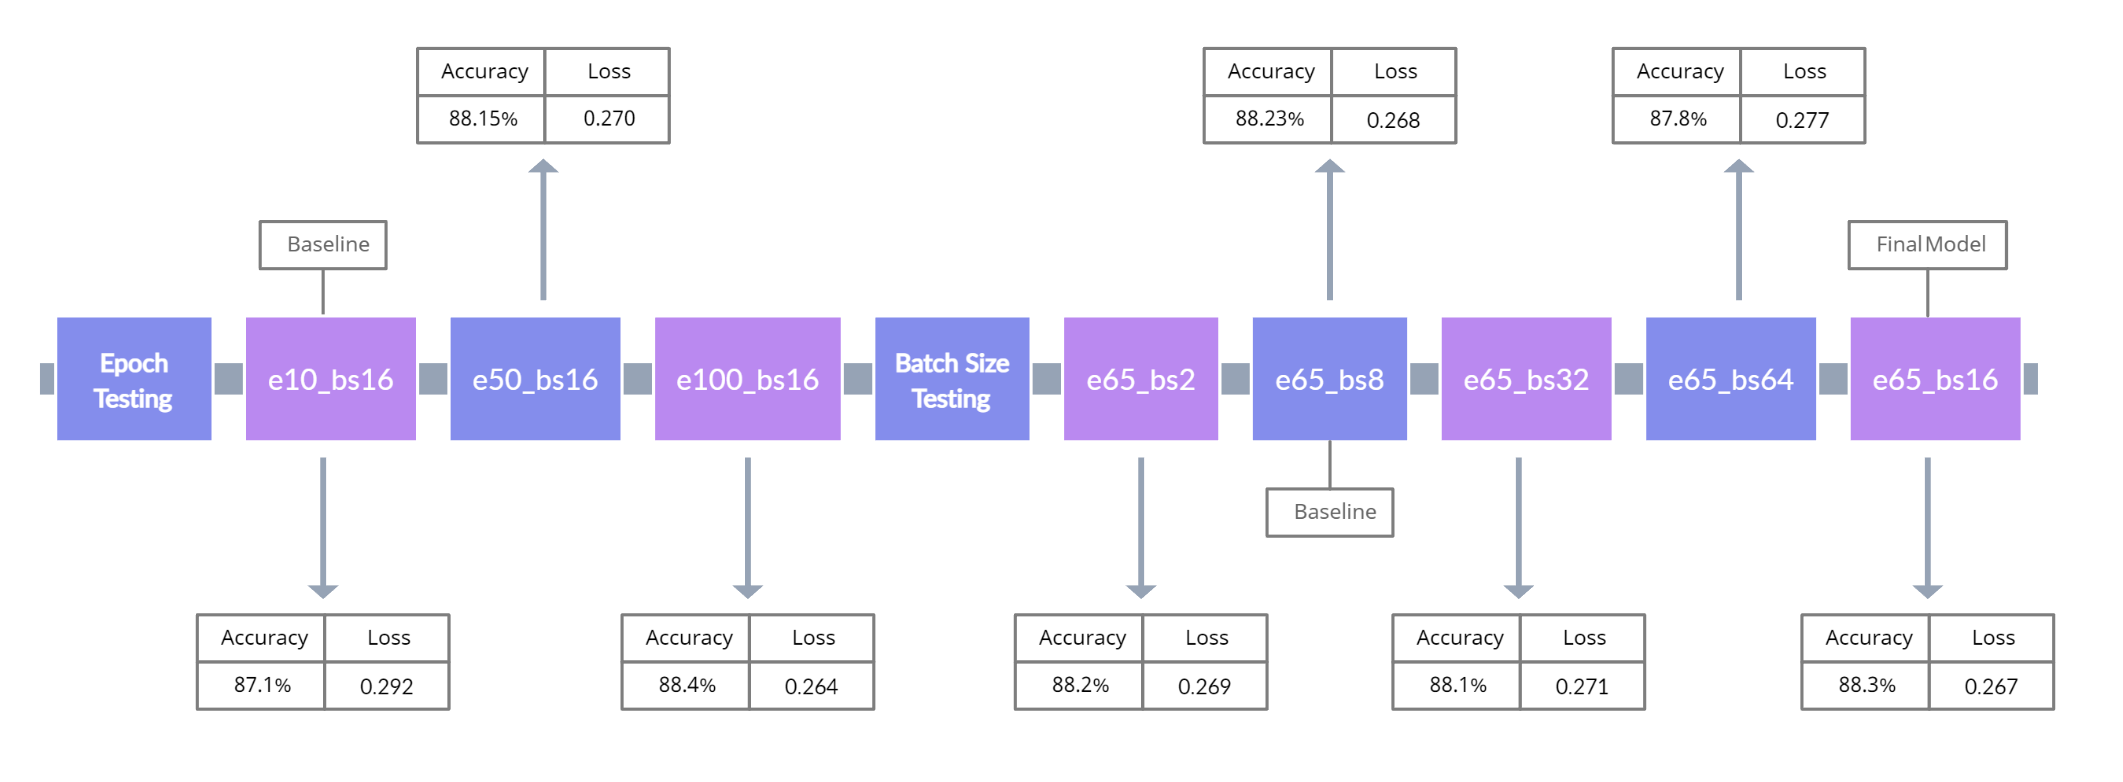 Accuracy Loss
88.15% 0.270
Accuracy Loss
88.23% 0.268
Accuracy Loss
87.8% 0.277
Baseline
Final Model
Epoch
Testing
e10_bs16
e50_bs16
e100_bs16
Batch Size
Testing
e65_bs2
e65_bs8
e65_bs32
e65_bs64
e65_bs16
Baseline
Accuracy Loss
87.1% 0.292
Accuracy Loss
88.4% 0.264
Accuracy Loss
88.2% 0.269
Accuracy Loss
88.1% 0.271
Accuracy Loss
88.3% 0.267